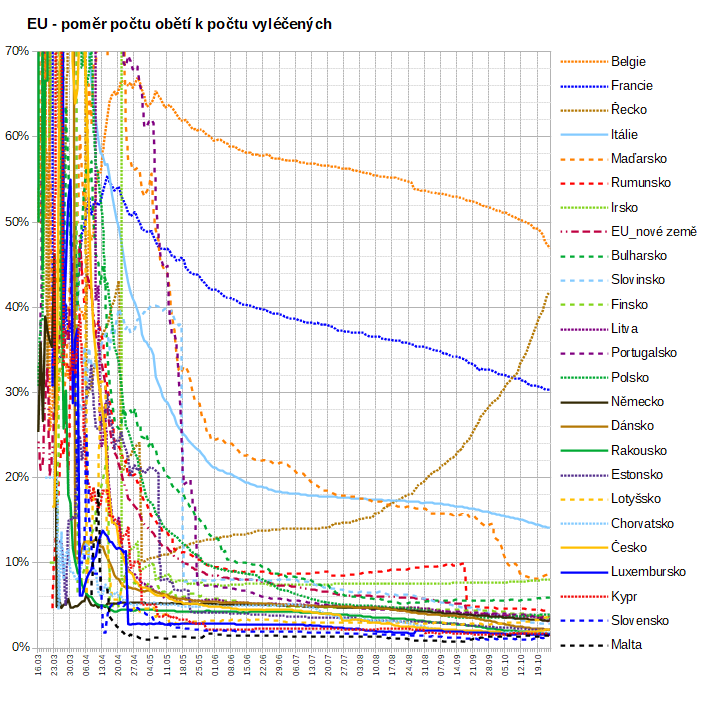 EU - poměr počtu obětí k počtu vyléčených
70%
60%
50%
40%
30%
20%
10%
0%
16.03 23.03 30.03 06.04 13.04 20.04 27.04 04.05 11.05 18.05 25.05 01.06 08.06 15.06 22.06 29.06 06.07 13.07 20.07 27.07 03.08 10.08 17.08 24.08 31.08 07.09 14.09 21.09 28.09 05.10 12.10 19.10
Belgie
Francie
Řecko
Itálie
Maďarsko
Rumunsko
Irsko
EU_nové země
Bulharsko
Slovinsko
Finsko
Litva
Portugalsko
Polsko
Německo
Dánsko
Rakousko
Estonsko
Lotyšsko
Chorvatsko
Česko
Luxembursko
Kypr
Slovensko
Malta